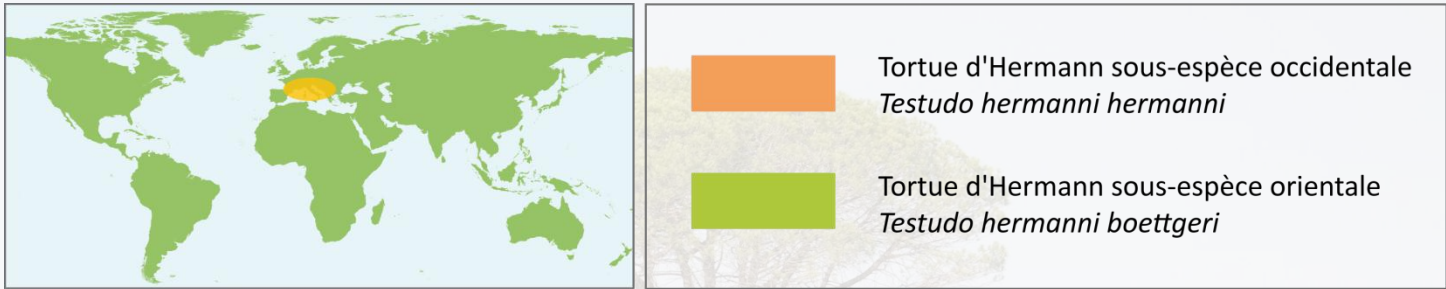 Tortue d'Hermann sous-espèce occidentale
Testudo hermanni hermanni
Tortue d'Hermann sous-espèce orientale
Testudo hermanni boettgeri